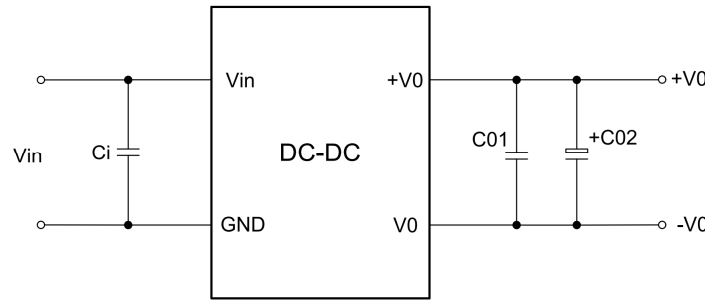 Vin
+V0
+V0
C01
+C02
Vin
Ci
DC-DC
GND
V0
-V0